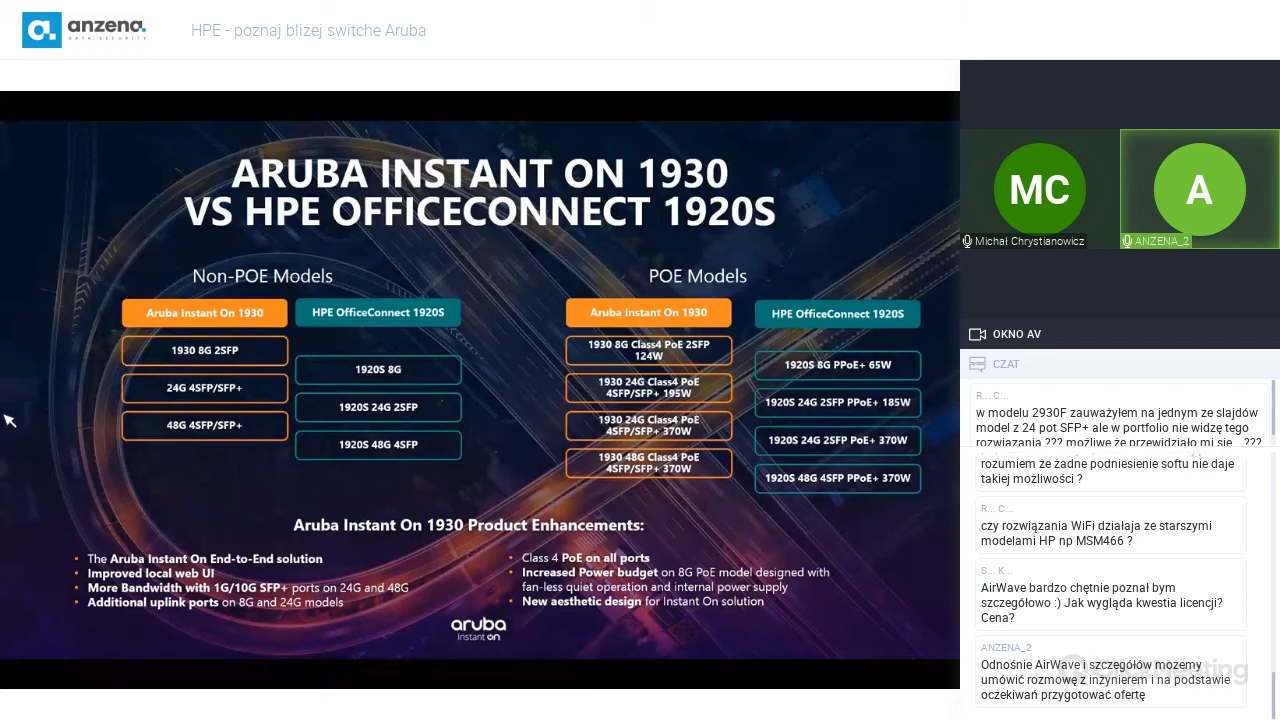 anzena.
DATA SECURITY
HPE - poznaj bliżej switche Aruba
ARUBA INSTANT ON 1930
VS HPE OFFICECONNECT 1920S
Non-POE Models
Aruba Instant On 1930
HPE OfficeConnect 1920S
1930 8G 2SFP
24G 4SFP/SFP+
48G 4SFP/SFP+
1920S 8G
1920S 24G 2SFP
1920S 48G 4SFP
POE Models
Aruba Instant On 1930
HPE OfficeConnect 1920S
1930 8G Class4 PoE 2SFP
124W
1930 24G Class4 PoE
4SFP/SFP+ 195W
1930 24G Class4 PoE
4SFP/SFP+ 370W
1930 48G Class4 PoE
4SFP/SFP+ 370W
1920S 8G PPoE+ 65W
1920S 24G 2SFP PPoE+ 185W
1920S 24G 2SFP PoE+ 370W
1920S 48G 4SFP PPoE+ 370W
Aruba Instant On 1930 Product Enhancements:
• The Aruba Instant On End-to-End solution
• Improved local web UI
• More Bandwidth with 1G/10G SFP+ ports on 24G and 48G
• Additional uplink ports on 8G and 24G models
• Class 4 PoE on all ports
• Increased Power budget on 8G PoE model designed with
fan-less quiet operation and internal power supply
• New aesthetic design for Instant On solution
aruba
Instant On
MC
Michał Chrystianowicz
A
ANZENA_2
OKNO AV
CZAT
R... C...
w modelu 2930F zauważyłem na jednym ze slajdów
model z 24 pot SFP+ ale w portfolio nie widzę tego
rozwiązania ??? możliwe że przewidziało mi się... ???
rozumiem że żadne podniesienie softu nie daje
takiej możliwości ?
R... C...
czy rozwiązania WiFi działaja ze starszymi
modelami HP np MSM466 ?
S... K...
AirWave bardzo chętnie poznał bym
szczegółowo :) Jak wygląda kwestia licencji?
Cena?
ANZENA_2
Odnośnie AirWave i szczegółów możemy
umówić rozmowę z inżynierem i na podstawie
oczekiwań przygotować ofertę
ClickMeeting